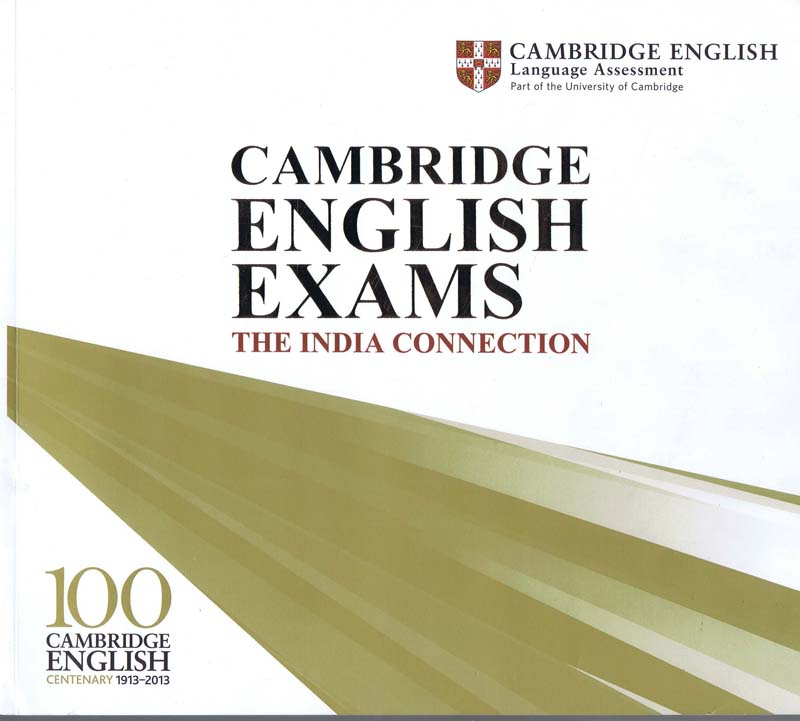 CAMBRIDGE ENGLISH
Language Assessment
Part of the University of Cambridge
CAMBRIDGE
ENGLISH
EXAMS
THE INDIA CONNECTION
100
CAMBRIDGE
ENGLISH
CENTENARY 1913–2013